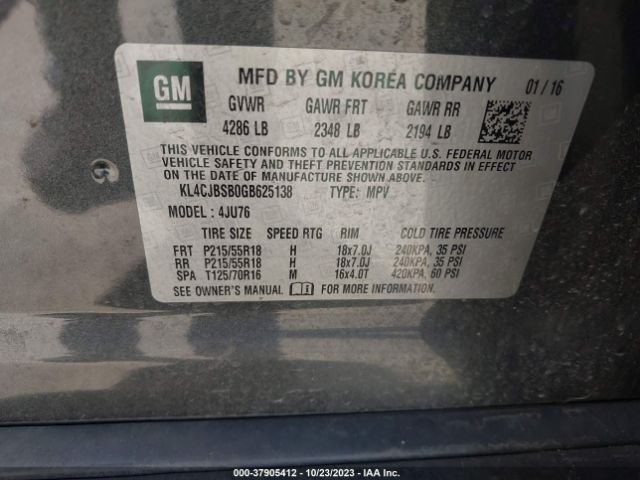 GM
MFD BY GM KOREA COMPANY 01 / 16
GVWR GAWR FRT GAWR RR
4286 LB 2348 LB 2194 LB
THIS VEHICLE CONFORMS TO ALL APPLICABLE U.S. FEDERAL MOTOR
VEHICLE SAFETY AND THEFT PREVENTION STANDARDS IN EFFECT
ON THE DATE OF MANUFACTURE SHOWN ABOVE.
KL4CJBSB0GB625138 TYPE: MPV
MODEL : 4JU76
TIRE SIZE SPEED RTG RIM COLD TIRE PRESSURE
FRT P215/55R18 H 18x7.0J 240KPA, 35 PSI
RR P215/55R18 H 18x7.0J 240KPA, 35 PSI
SPA T125/70R16 M 16x4.0T 420KPA, 60 PSI
SEE OWNER'S MANUAL FOR MORE INFORMATION.
000-37905412 - 10/23/2023 - IAA Inc.